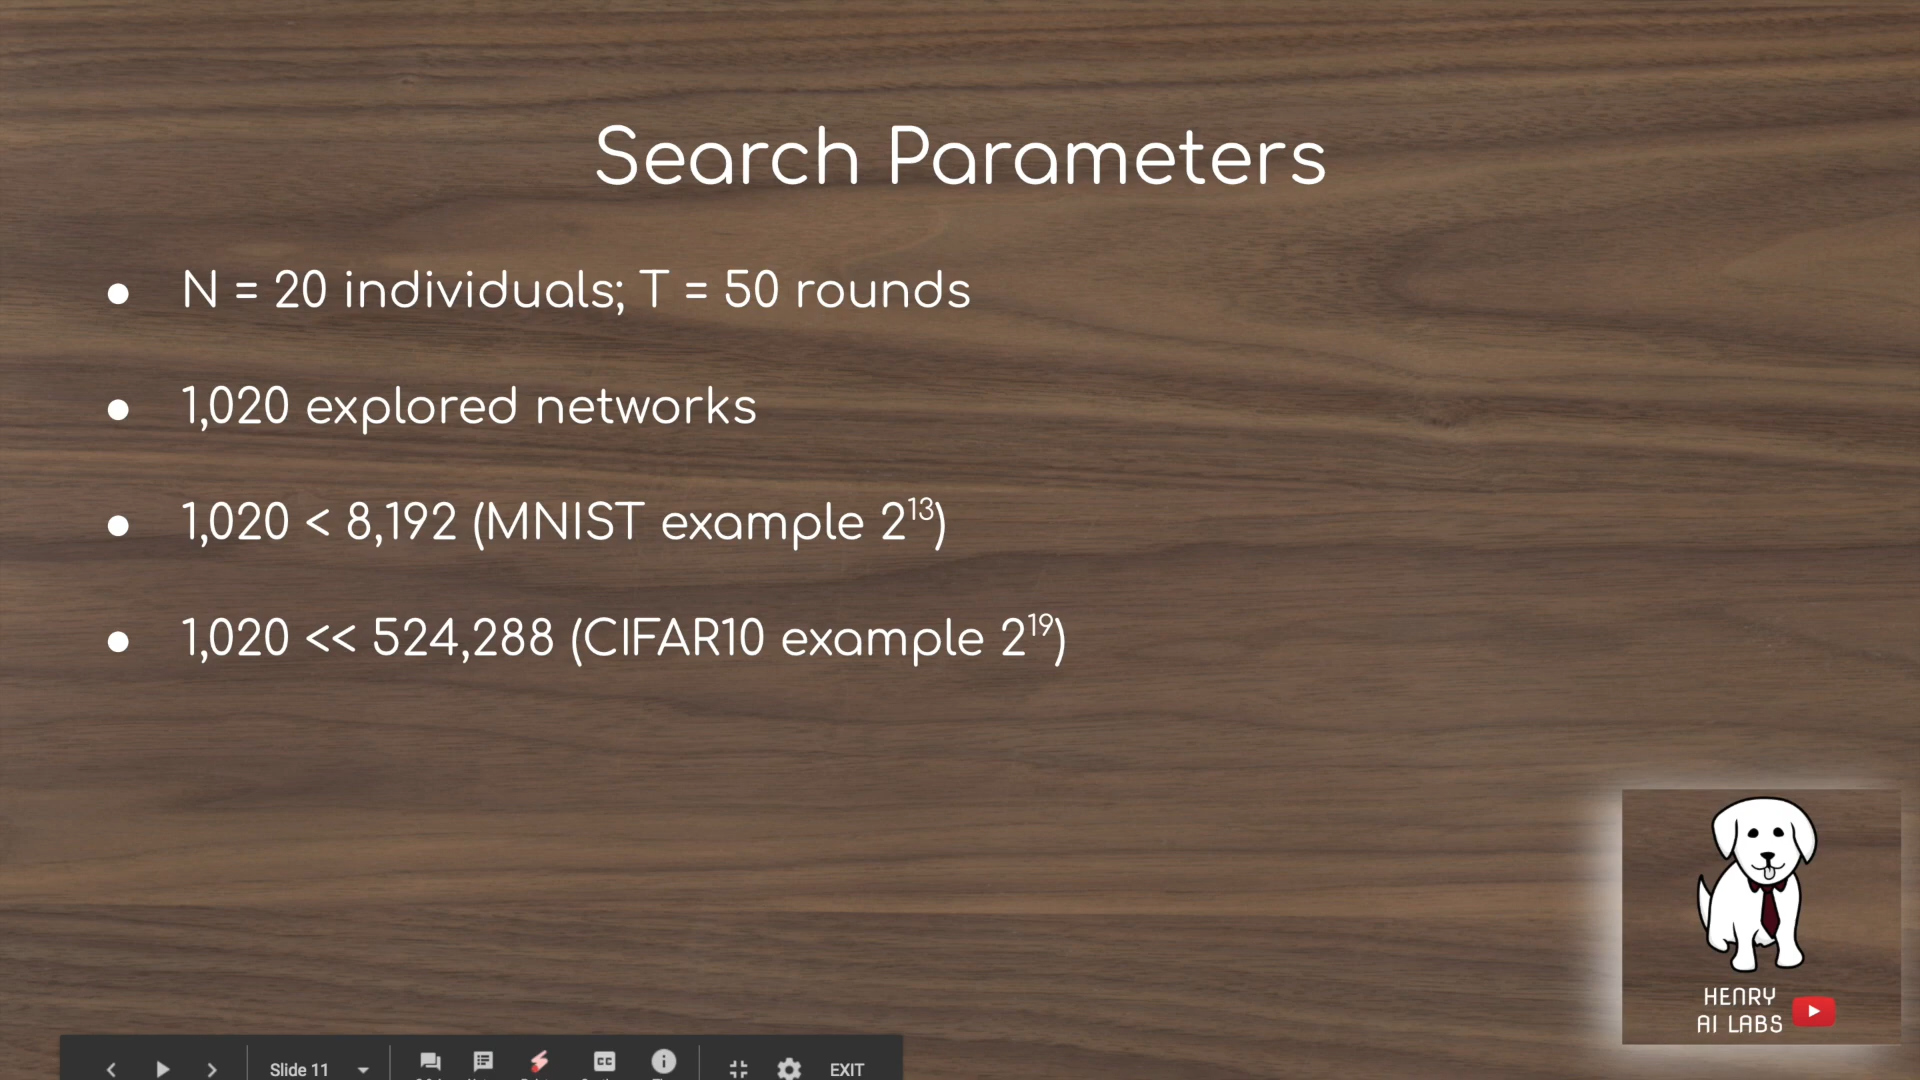 Search Parameters
● N = 20 individuals; T = 50 rounds
● 1,020 explored networks
● 1,020 < 8,192 (MNIST example 2¹³)
● 1,020 << 524,288 (CIFAR10 example 2¹⁹)
HENRY
AI LABS
Slide 11
CC
EXIT